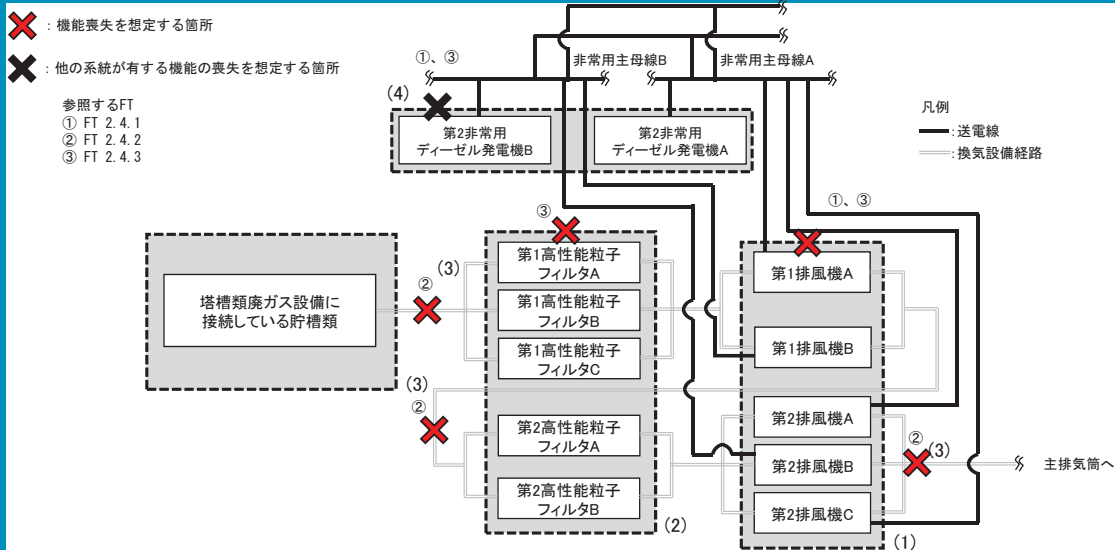 ：機能喪失を想定する箇所
：他の系統が有する機能の喪失を想定する箇所
参照するFT
① FT 2.4.1
② FT 2.4.2
③ FT 2.4.3
①、③
非常用主母線B
非常用主母線A
(4)
第2非常用
ディーゼル発電機B
第2非常用
ディーゼル発電機A
凡例
：送電線
：換気設備経路
①、③
③
塔槽類廃ガス設備に
接続している貯槽類
②
(3)
第1高性能粒子
フィルタA
第1高性能粒子
フィルタB
第1高性能粒子
フィルタC
第1排風機A
第1排風機B
(3)
②
第2高性能粒子
フィルタA
第2高性能粒子
フィルタB
(2)
第2排風機A
第2排風機B
第2排風機C
(1)
②
(3)
主排気筒へ